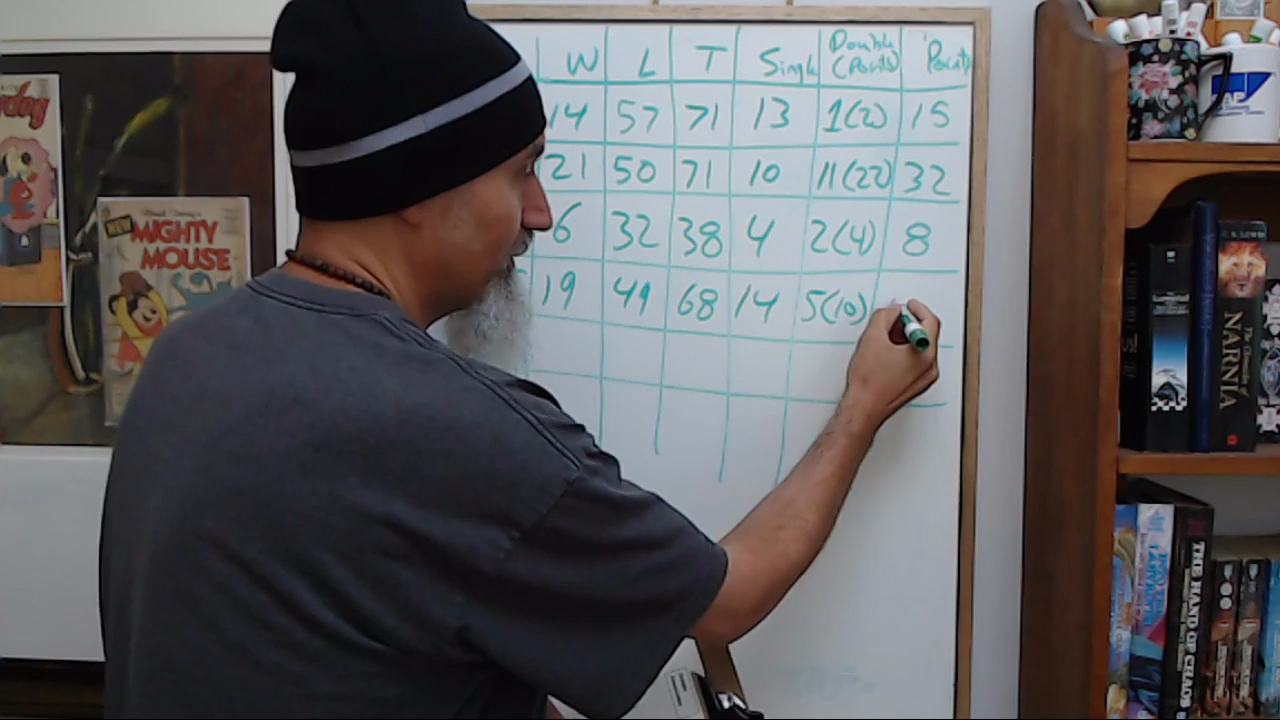 W L T Single Double (Points) Points
14 57 71 13 1(2) 15
21 50 71 10 11(22) 32
6 32 38 4 2(4) 8
19 49 68 14 5(10)
NEW
MIGHTY
MOUSE
NARNIA
THE HAND OF CHAOS